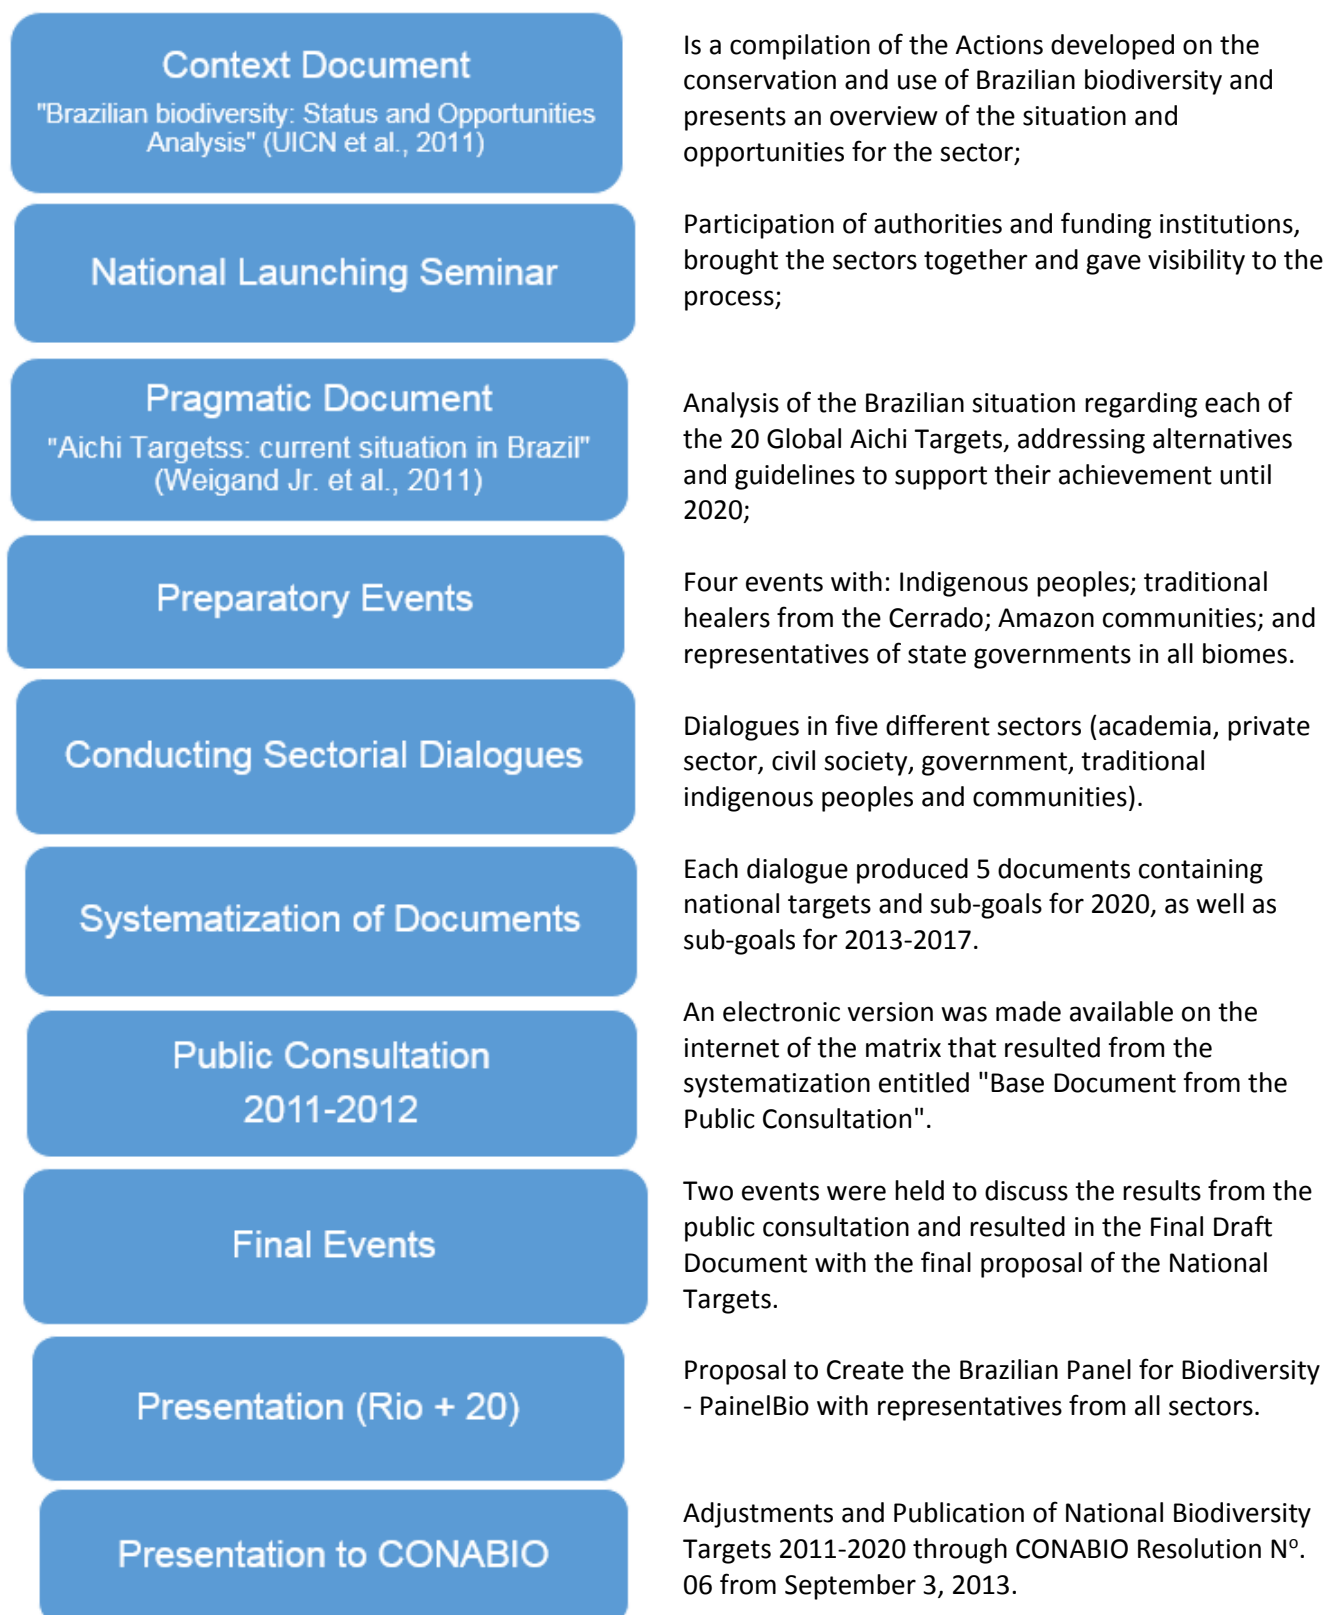 Context Document
"Brazilian biodiversity: Status and Opportunities
Analysis" (UICN et al., 2011)
Is a compilation of the Actions developed on the
conservation and use of Brazilian biodiversity and
presents an overview of the situation and
opportunities for the sector;
National Launching Seminar
Participation of authorities and funding institutions,
brought the sectors together and gave visibility to the
process;
Pragmatic Document
"Aichi Targetss: current situation in Brazil"
(Weigand Jr. et al., 2011)
Analysis of the Brazilian situation regarding each of
the 20 Global Aichi Targets, addressing alternatives
and guidelines to support their achievement until
2020;
Preparatory Events
Four events with: Indigenous peoples; traditional
healers from the Cerrado; Amazon communities; and
representatives of state governments in all biomes.
Conducting Sectorial Dialogues
Dialogues in five different sectors (academia, private
sector, civil society, government, traditional
indigenous peoples and communities).
Systematization of Documents
Each dialogue produced 5 documents containing
national targets and sub-goals for 2020, as well as
sub-goals for 2013-2017.
Public Consultation
2011-2012
An electronic version was made available on the
internet of the matrix that resulted from the
systematization entitled "Base Document from the
Public Consultation".
Final Events
Two events were held to discuss the results from the
public consultation and resulted in the Final Draft
Document with the final proposal of the National
Targets.
Presentation (Rio + 20)
Proposal to Create the Brazilian Panel for Biodiversity
- PainelBio with representatives from all sectors.
Presentation to CONABIO
Adjustments and Publication of National Biodiversity
Targets 2011-2020 through CONABIO Resolution Nº.
06 from September 3, 2013.